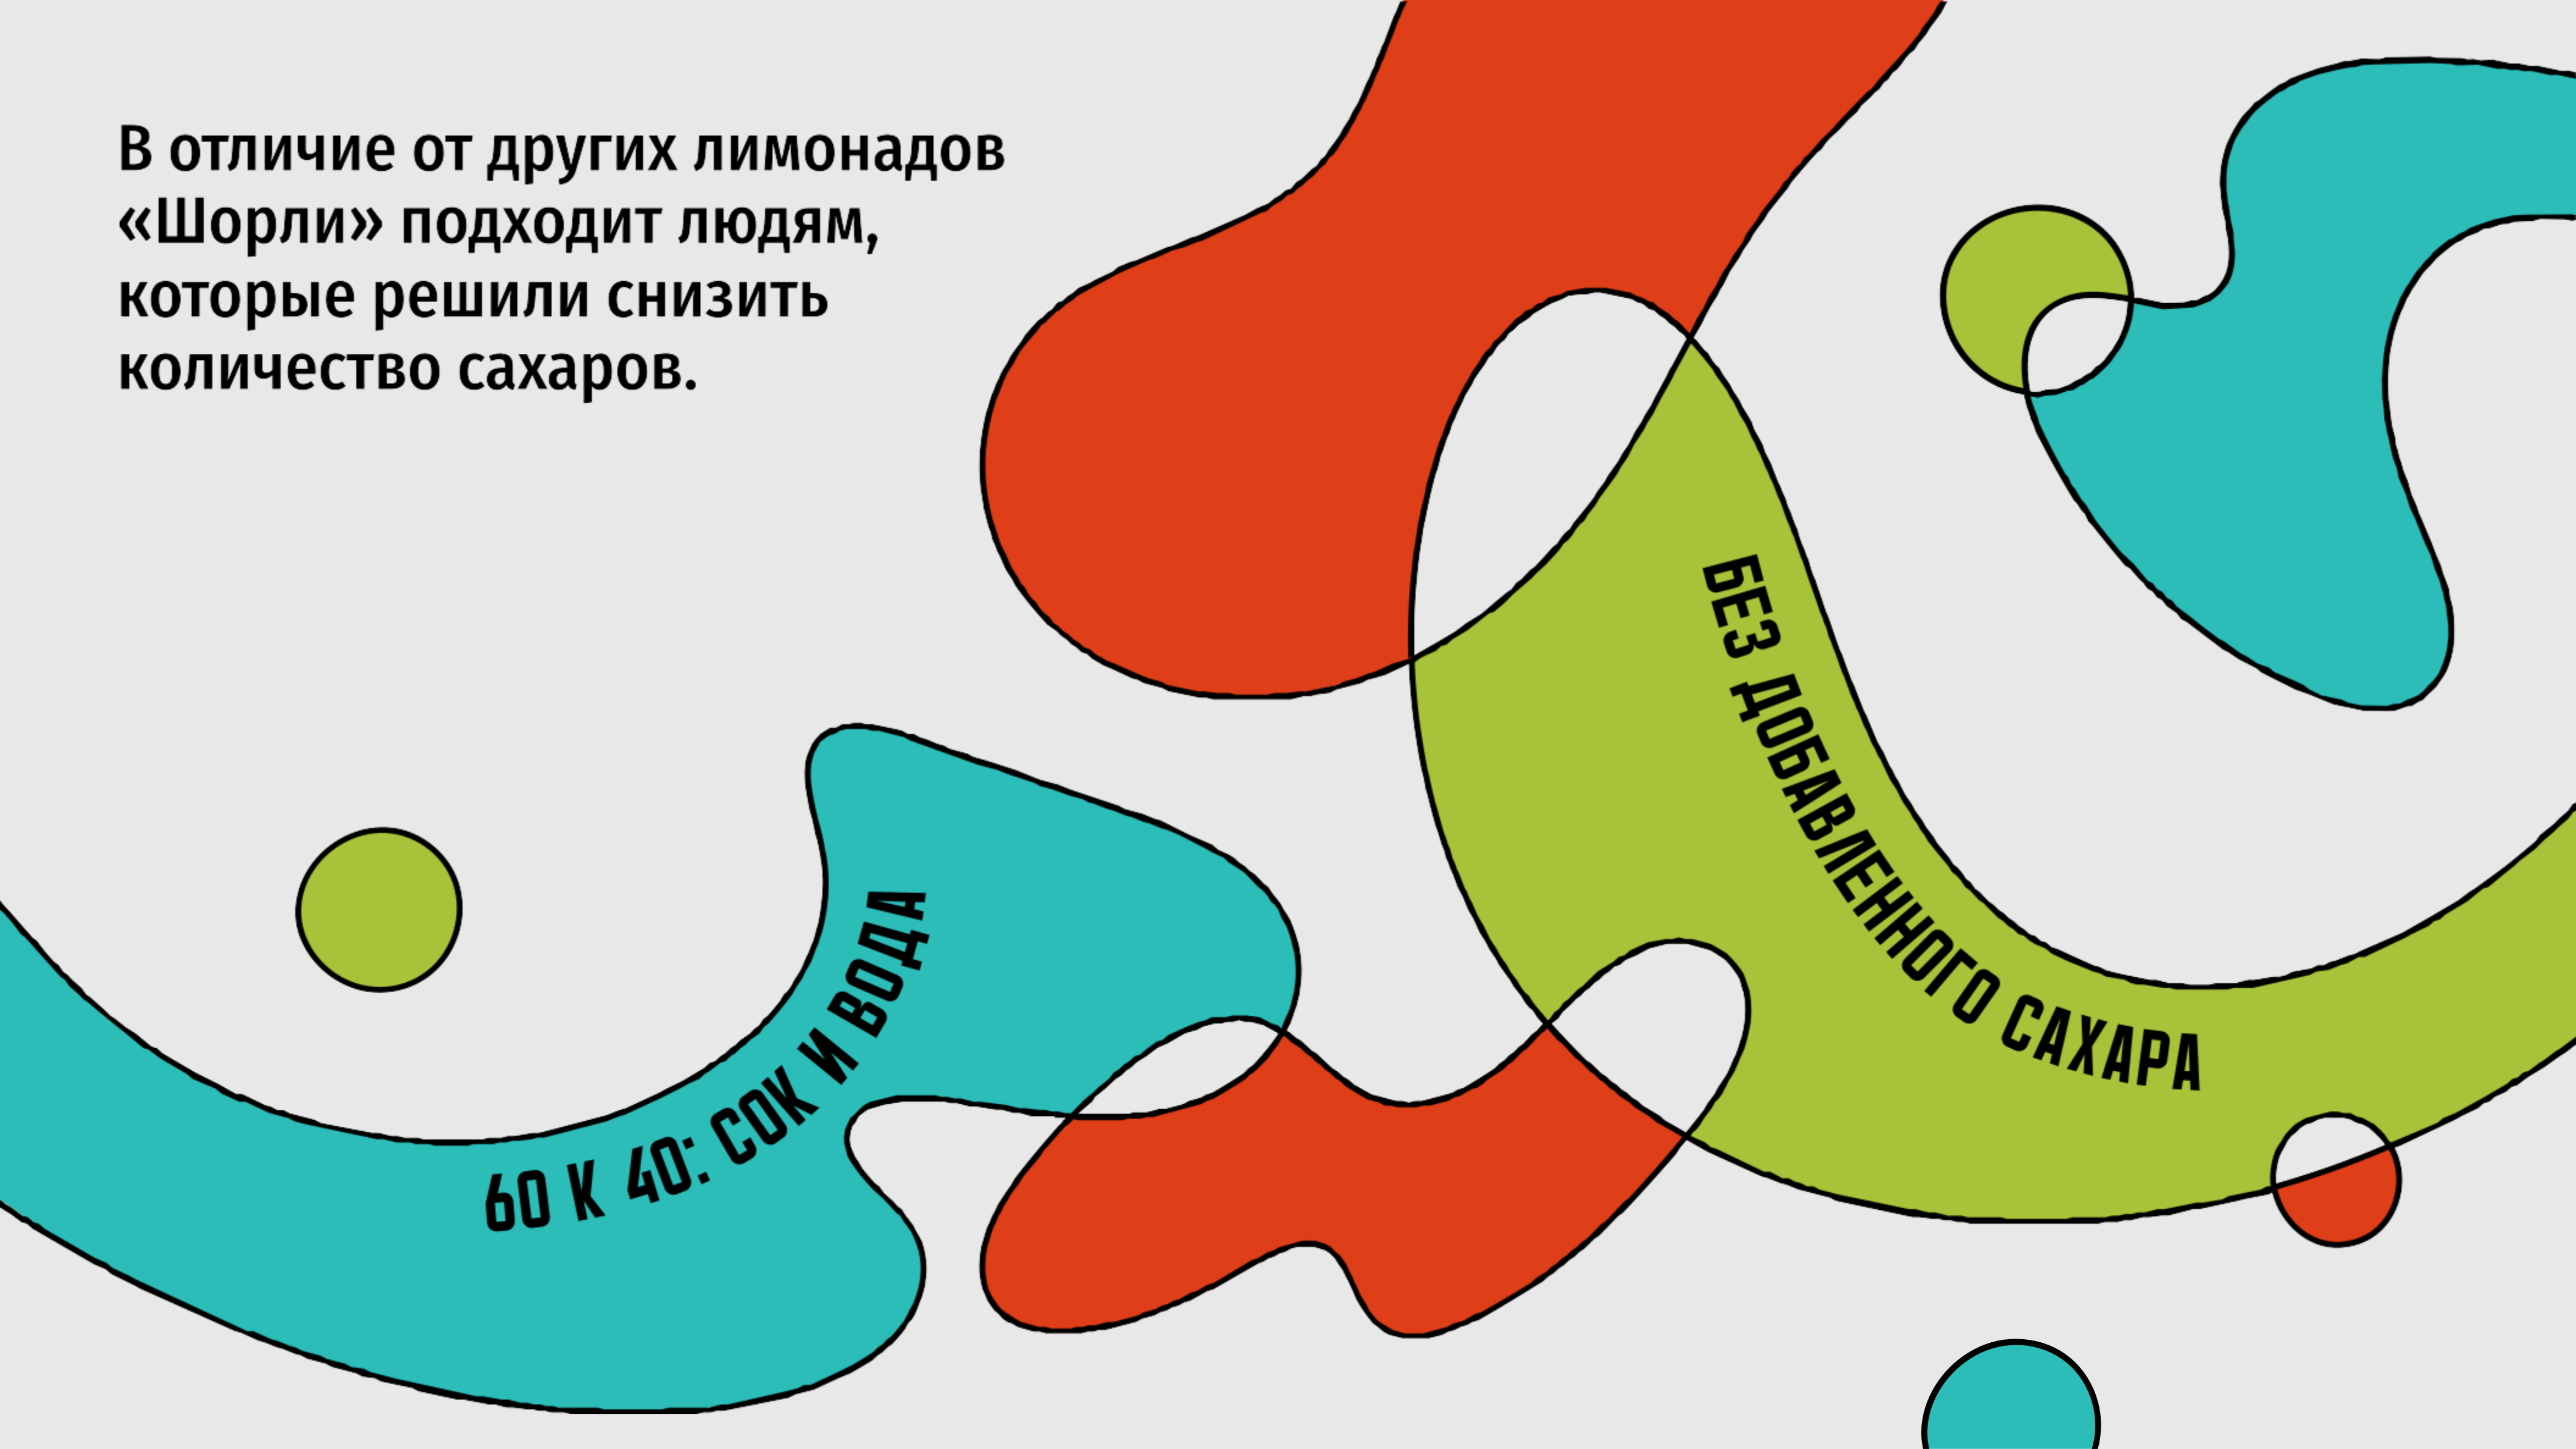 В отличие от других лимонадов
«Шорли» подходит людям,
которые решили снизить
количество сахаров.
БЕЗ ДОБАВЛЕННОГО САХАРА
60 К 40: СОК И ВОДА